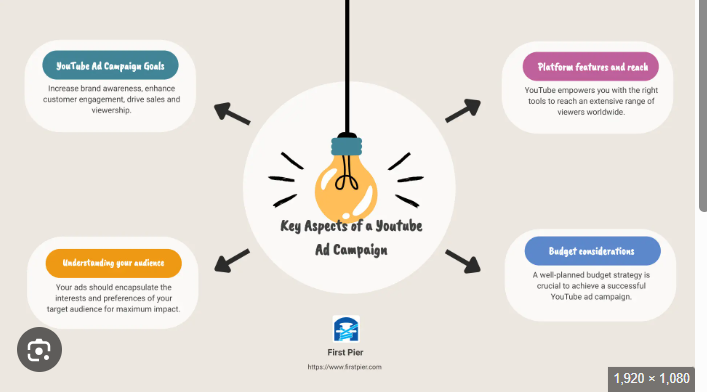 YouTube Ad Campaign Goals
Increase brand awareness, enhance
customer engagement, drive sales and
viewership.
Platform features and reach
YouTube empowers you with the right
tools to reach an extensive range of
viewers worldwide.
Key Aspects of a Youtube
Ad Campaign
Understanding your audience
Your ads should encapsulate the
interests and preferences of your
target audience for maximum impact.
Budget considerations
A well-planned budget strategy is
crucial to achieve a successful
YouTube ad campaign.
First Pier
https://www.firstpier.com
1,920 × 1,080